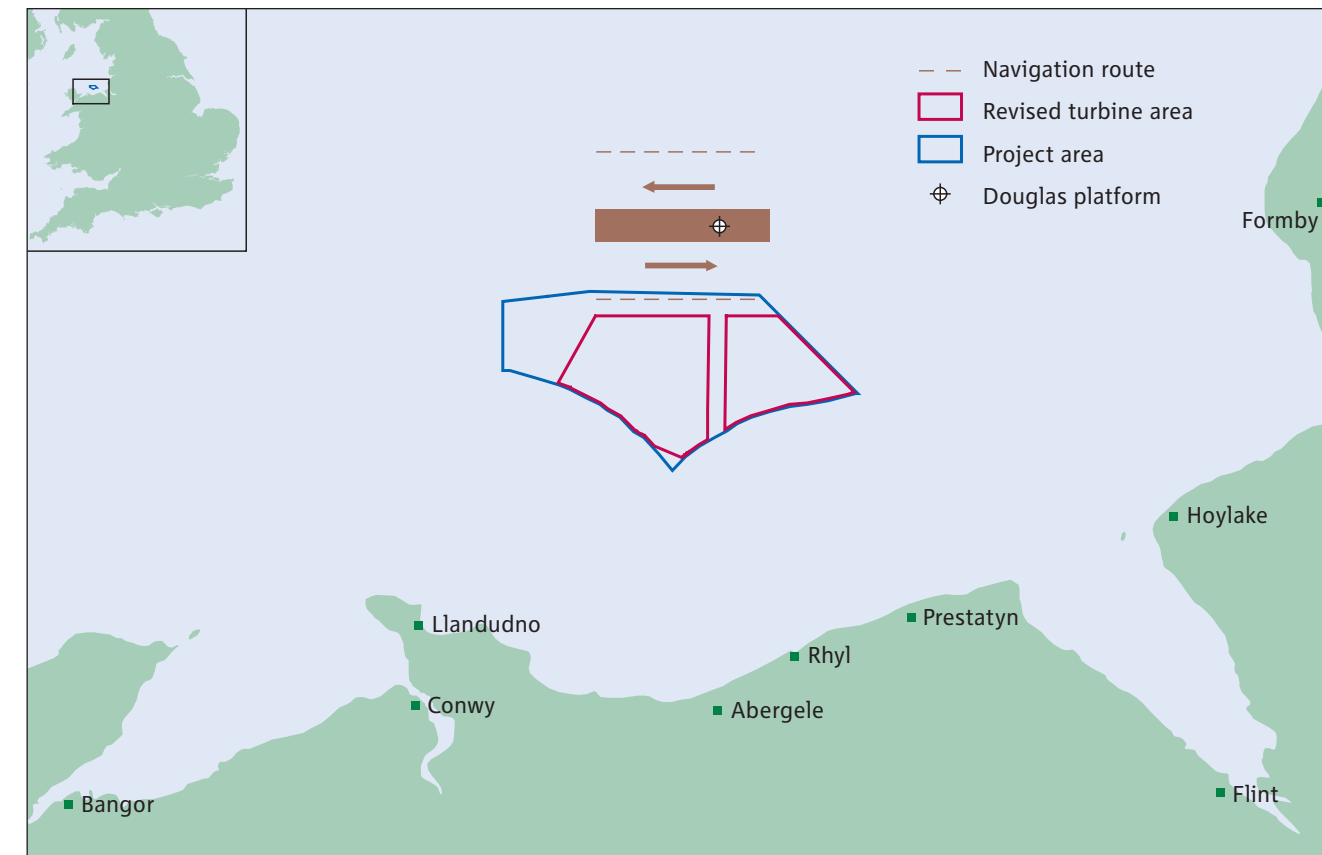 Navigation route
Revised turbine area
Project area
Douglas platform
Formby
Hoylake
Llandudno
Prestatyn
Rhyl
Conwy
Abergele
Bangor
Flint